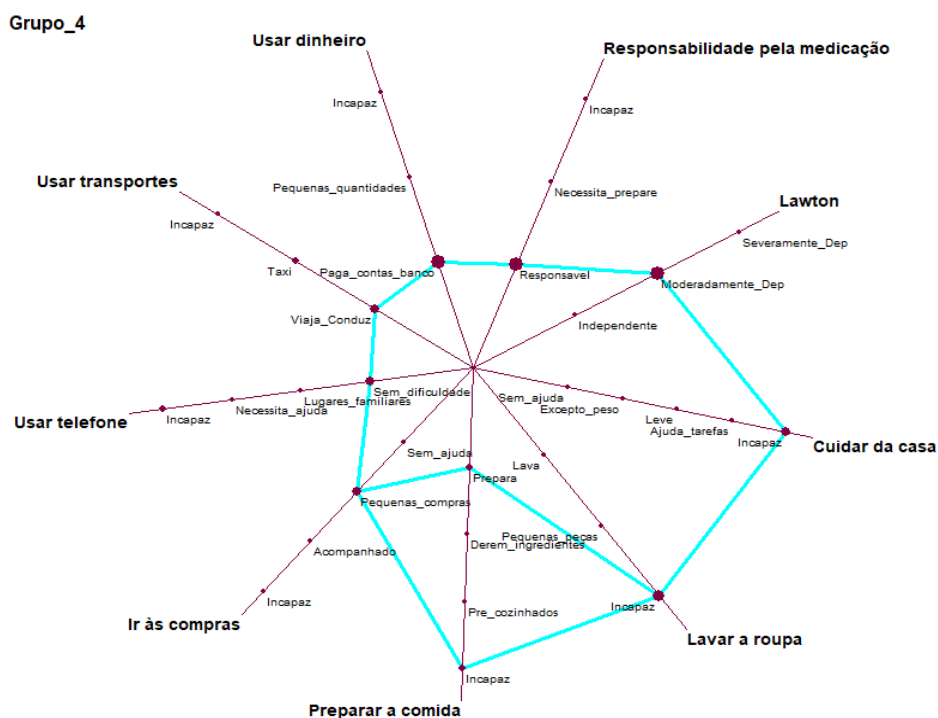 Grupo_4
Usar dinheiro
Responsabilidade pela medicação
Incapaz
Incapaz
Usar transportes
Pequenas_quantidades
Necessita_prepare
Lawton
Incapaz
Severamente_Dep
Taxi
Paga_contas_banco
Responsavel
Moderadamente_Dep
Viaja_Conduz
Independente
Sem_dificuldade
Sem_ajuda
Lugares_familiares
Excepto_peso
Necessita_ajuda
Leve
Incapaz
Usar telefone
Ajuda_tarefas
Incapaz
Cuidar da casa
Sem_ajuda
Lava
Prepara
Pequenas_compras
Pequenas_peças
Acompanhado
Derem_ingredientes
Incapaz
Pre_cozinhados
Incapaz
Ir às compras
Lavar a roupa
Incapaz
Preparar a comida